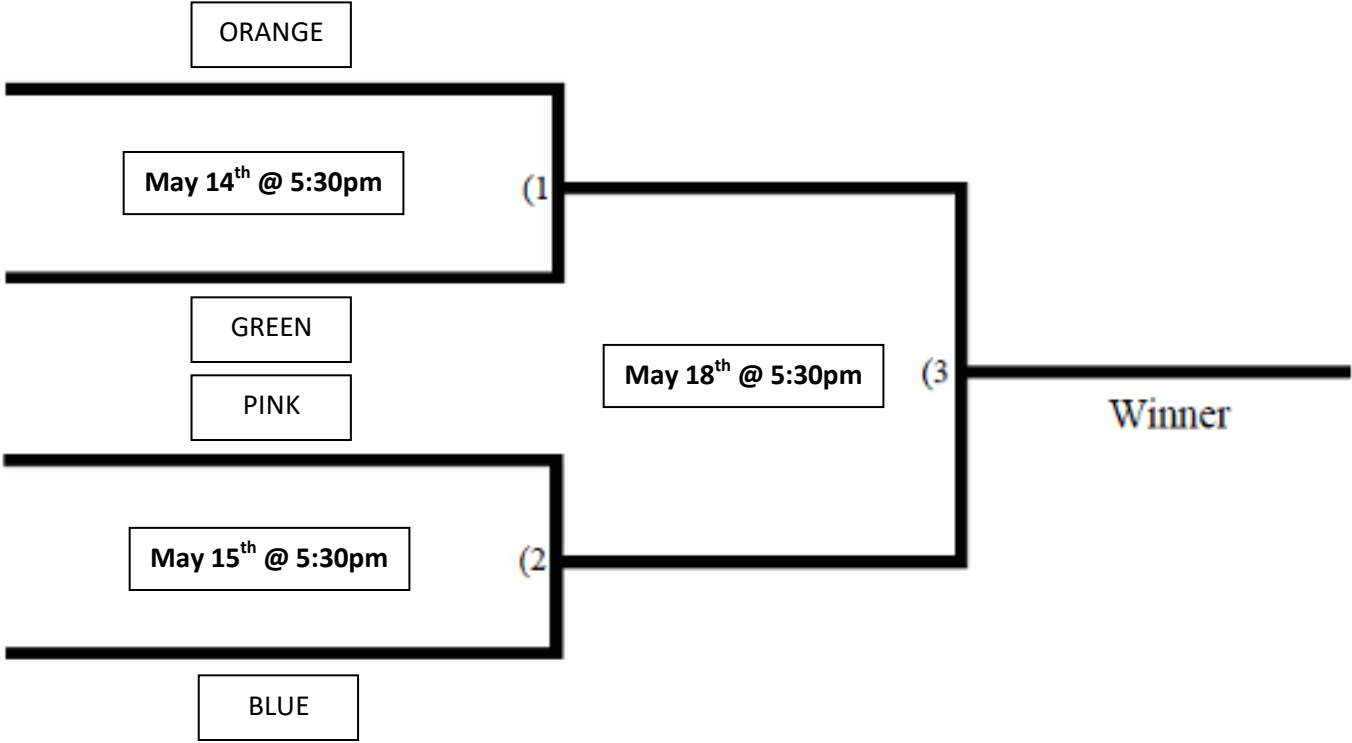 ORANGE
May 14th @ 5:30pm
(1
GREEN
PINK
May 18th @ 5:30pm
(3
Winner
May 15th @ 5:30pm
(2
BLUE